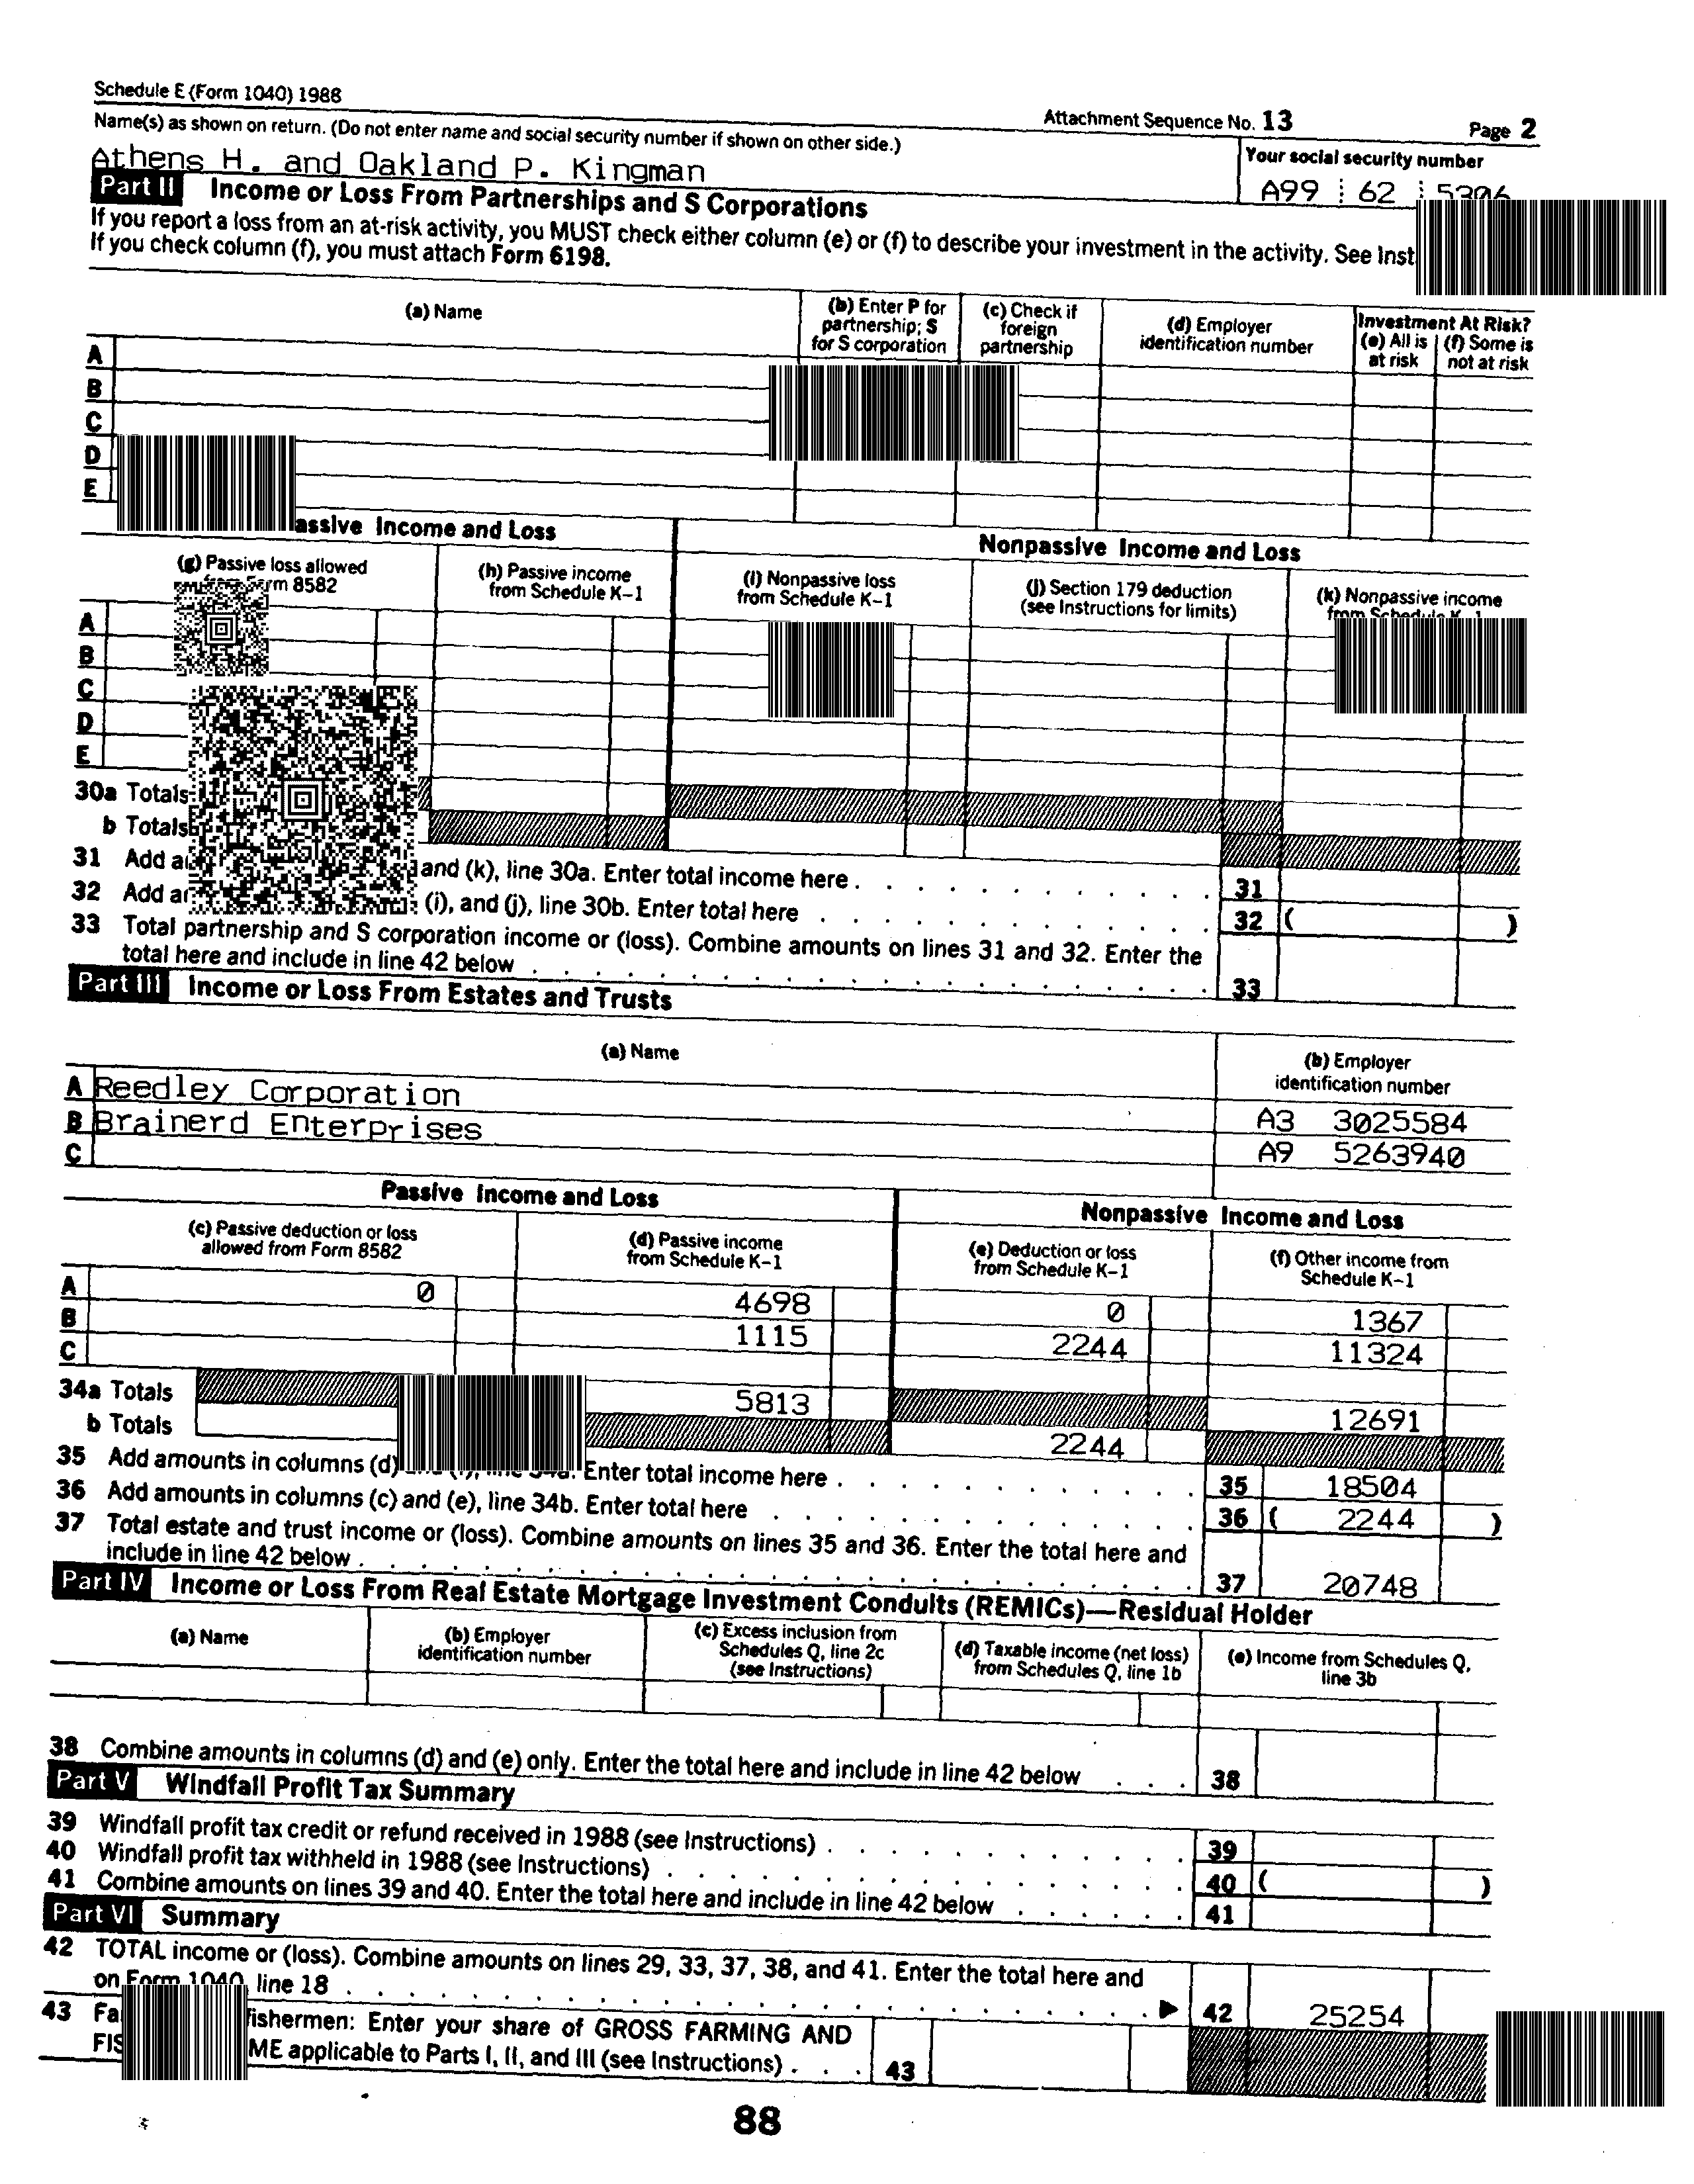 Schedule E (Form 1040) 1988
Attachment Sequence No. 13
Page 2
Name(s) as shown on return. (Do not enter name and social security number if shown on other side.)
Your social security number
Athens H. and Oakland P. Kingman
A99 62 5306
Part II Income or Loss From Partnerships and S Corporations
If you report a loss from an at-risk activity, you MUST check either column (e) or (f) to describe your investment in the activity. See Inst
If you check column (f), you must attach Form 6198.
(a) Name
(b) Enter P for partnership; S for S corporation
(c) Check if foreign partnership
(d) Employer identification number
Investment At Risk?
(e) All is at risk
(f) Some is not at risk
A
B
C
D
E
assive Income and Loss
Nonpassive Income and Loss
(g) Passive loss allowed
rm 8582
(h) Passive income from Schedule K-1
(i) Nonpassive loss from Schedule K-1
(j) Section 179 deduction (see Instructions for limits)
(k) Nonpassive income from Schedule K-1
A
B
C
D
E
30a Totals
b Totals
31 Add a and (k), line 30a. Enter total income here 31
32 Add a (i), and (j), line 30b. Enter total here 32 ( )
33 Total partnership and S corporation income or (loss). Combine amounts on lines 31 and 32. Enter the
total here and include in line 42 below 33
Part III Income or Loss From Estates and Trusts
(a) Name
(b) Employer identification number
A Reedley Corporation A3 3025584
B Brainerd Enterprises A9 5263940
C
Passive Income and Loss
Nonpassive Income and Loss
(c) Passive deduction or loss allowed from Form 8582
(d) Passive income from Schedule K-1
(e) Deduction or loss from Schedule K-1
(f) Other income from Schedule K-1
A 0 4698 0 1367
B 1115 2244 11324
C
34a Totals 5813 12691
b Totals 2244
35 Add amounts in columns (d) Enter total income here 35 18504
36 Add amounts in columns (c) and (e), line 34b. Enter total here 36 ( 2244 )
37 Total estate and trust income or (loss). Combine amounts on lines 35 and 36. Enter the total here and
include in line 42 below 37 20748
Part IV Income or Loss From Real Estate Mortgage Investment Conduits (REMICs)—Residual Holder
(a) Name
(b) Employer identification number
(c) Excess inclusion from Schedules Q, line 2c (see Instructions)
(d) Taxable income (net loss) from Schedules Q, line 1b
(e) Income from Schedules Q, line 3b
38 Combine amounts in columns (d) and (e) only. Enter the total here and include in line 42 below 38
Part V Windfall Profit Tax Summary
39 Windfall profit tax credit or refund received in 1988 (see Instructions) 39
40 Windfall profit tax withheld in 1988 (see Instructions) 40 ( )
41 Combine amounts on lines 39 and 40. Enter the total here and include in line 42 below 41
Part VI Summary
42 TOTAL income or (loss). Combine amounts on lines 29, 33, 37, 38, and 41. Enter the total here and
on Form 1040, line 18 ▶ 42 25254
43 Fa ishermen: Enter your share of GROSS FARMING AND
FIS ME applicable to Parts I, II, and III (see Instructions) 43
88